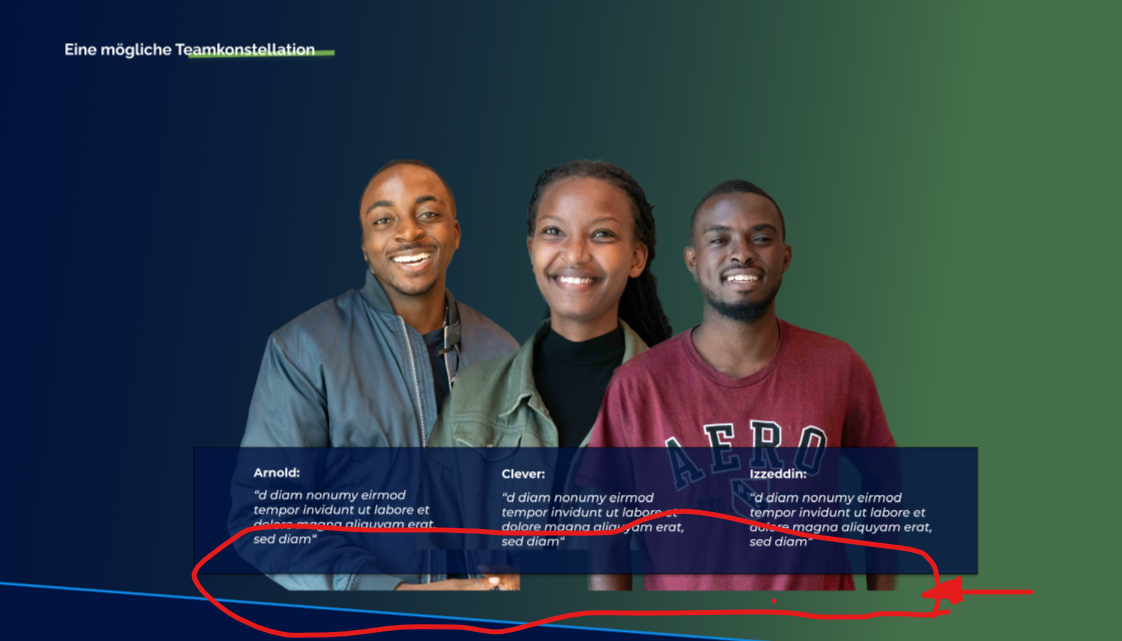 Eine mögliche Teamkonstellation
AERO
Arnold:
“d diam nonumy eirmod
tempor invidunt ut labore et
dolore magna aliquyam erat,
sed diam“
Clever:
“d diam nonumy eirmod
tempor invidunt ut labore et
dolore magna aliquyam erat,
sed diam“
Izzeddin:
“d diam nonumy eirmod
tempor invidunt ut labore et
dolore magna aliquyam erat,
sed diam“